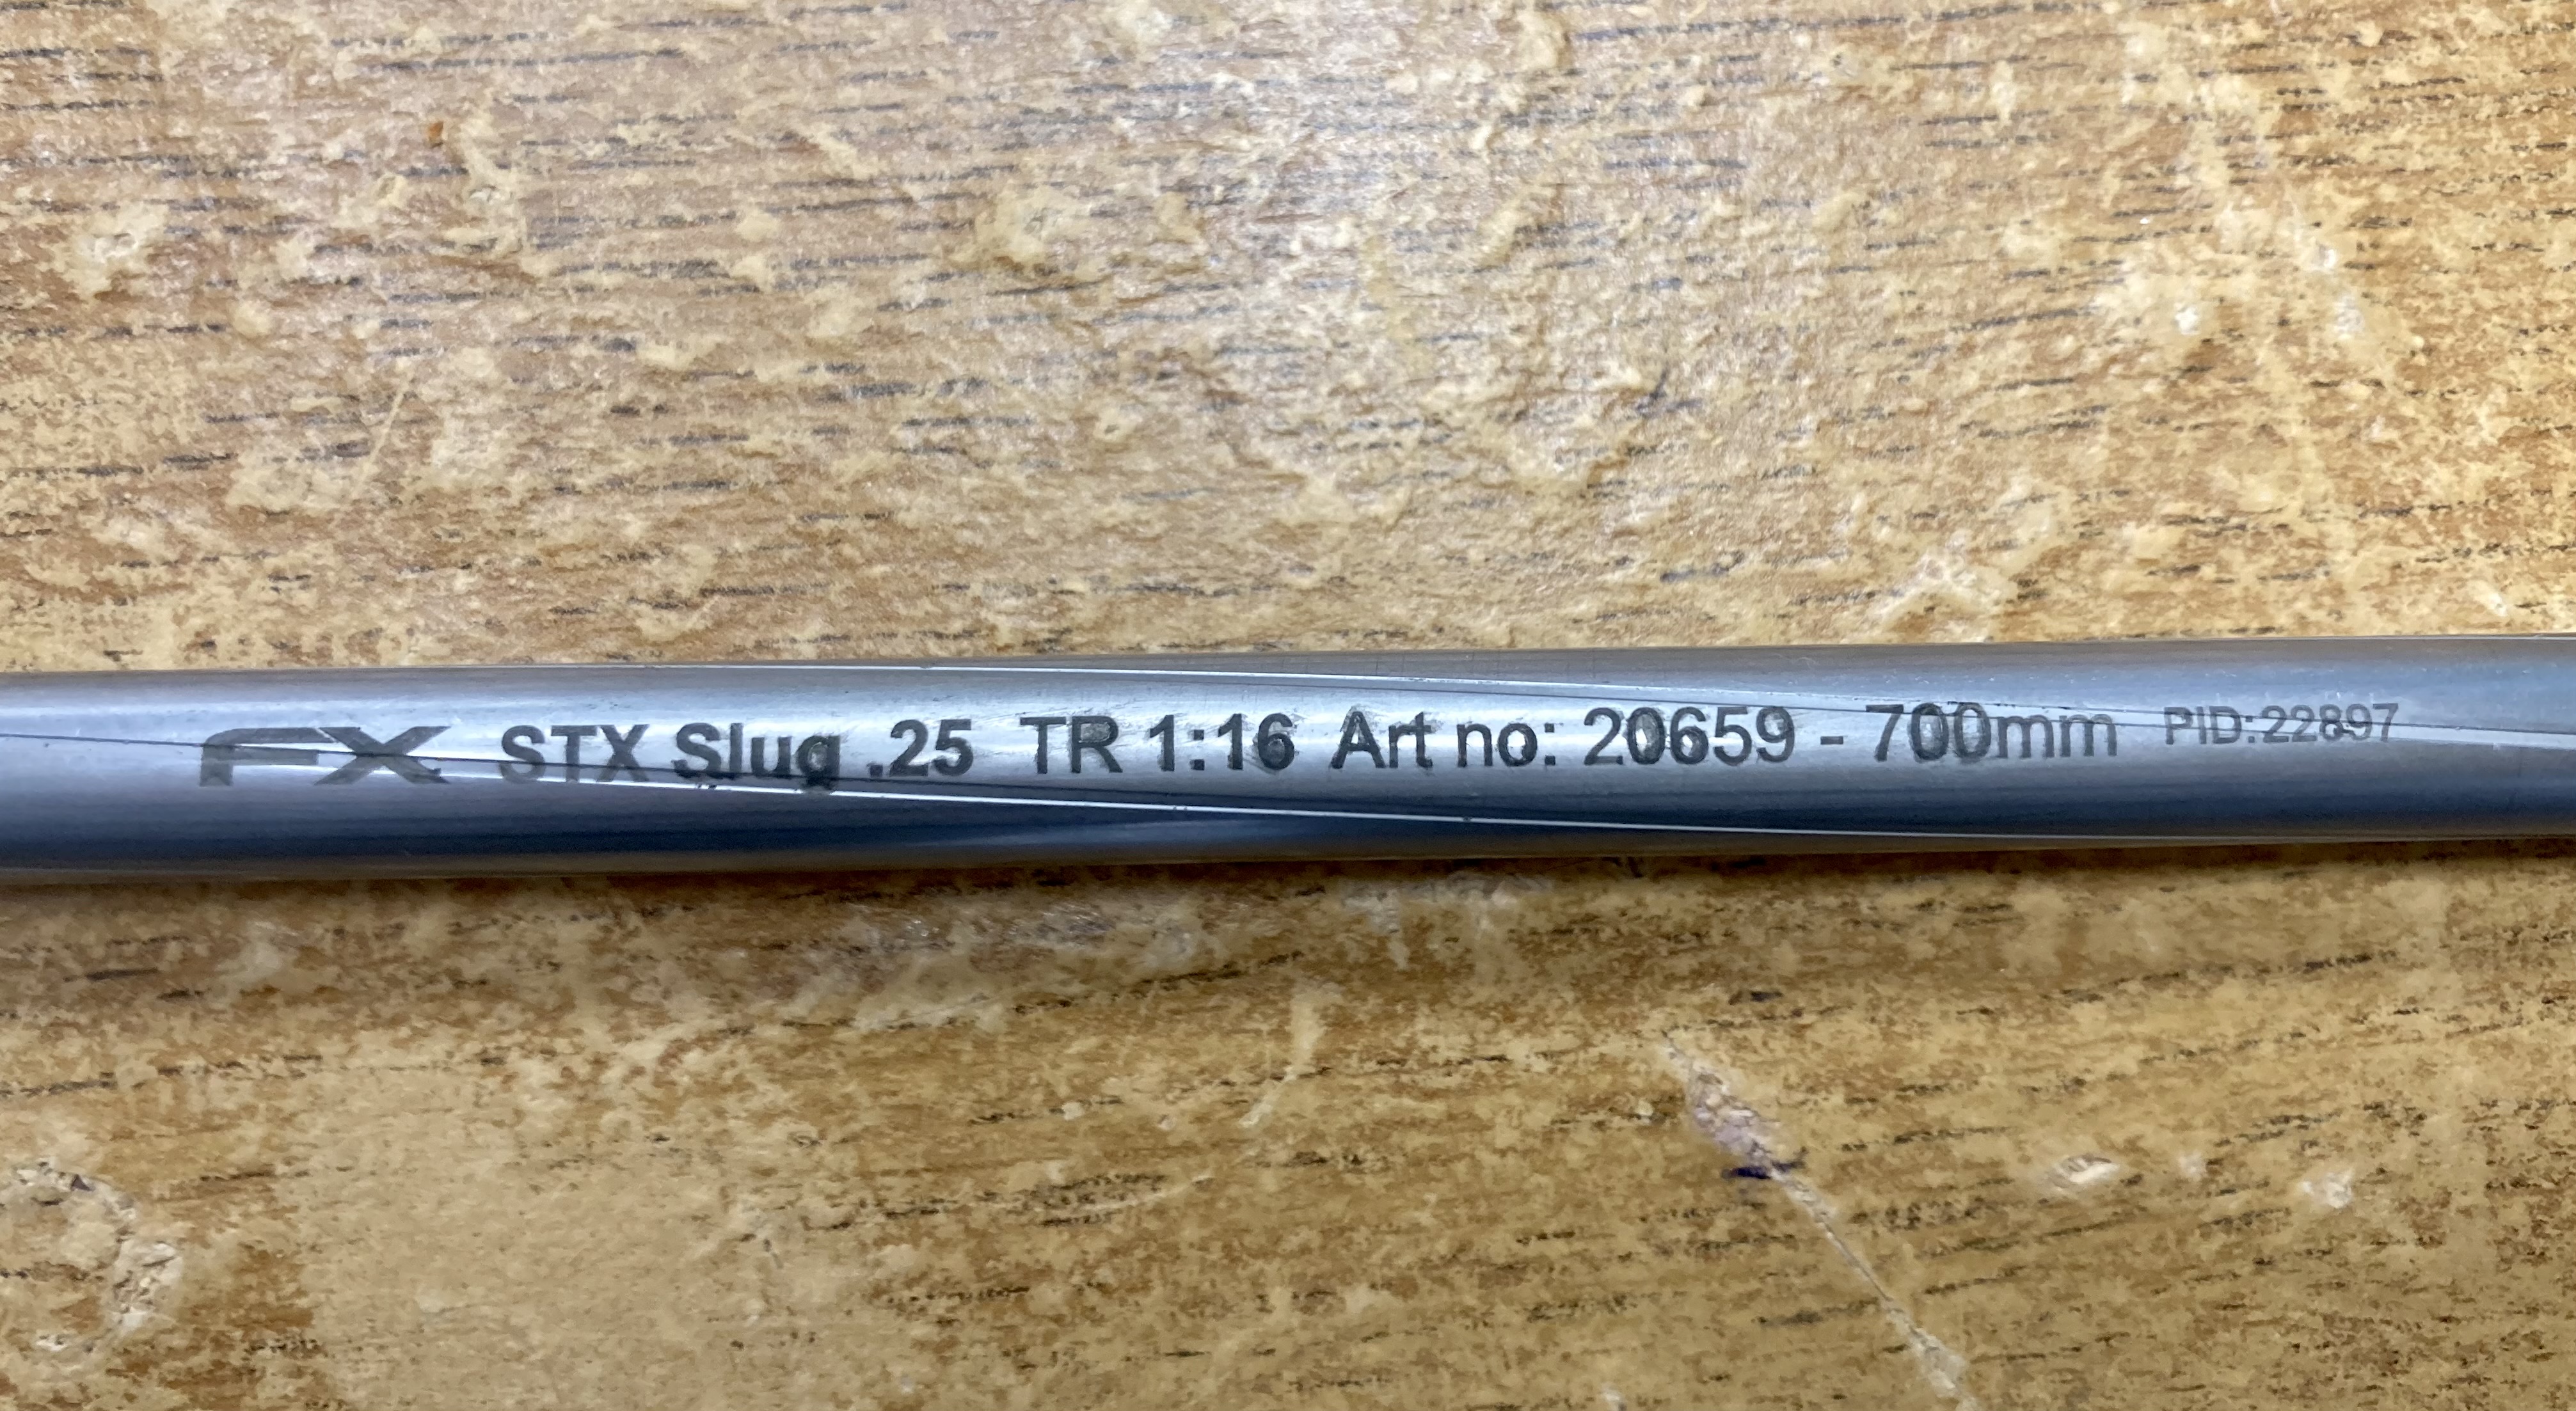 FX STX Slug .25 TR 1:16 Art no: 20659 - 700mm PID:22897